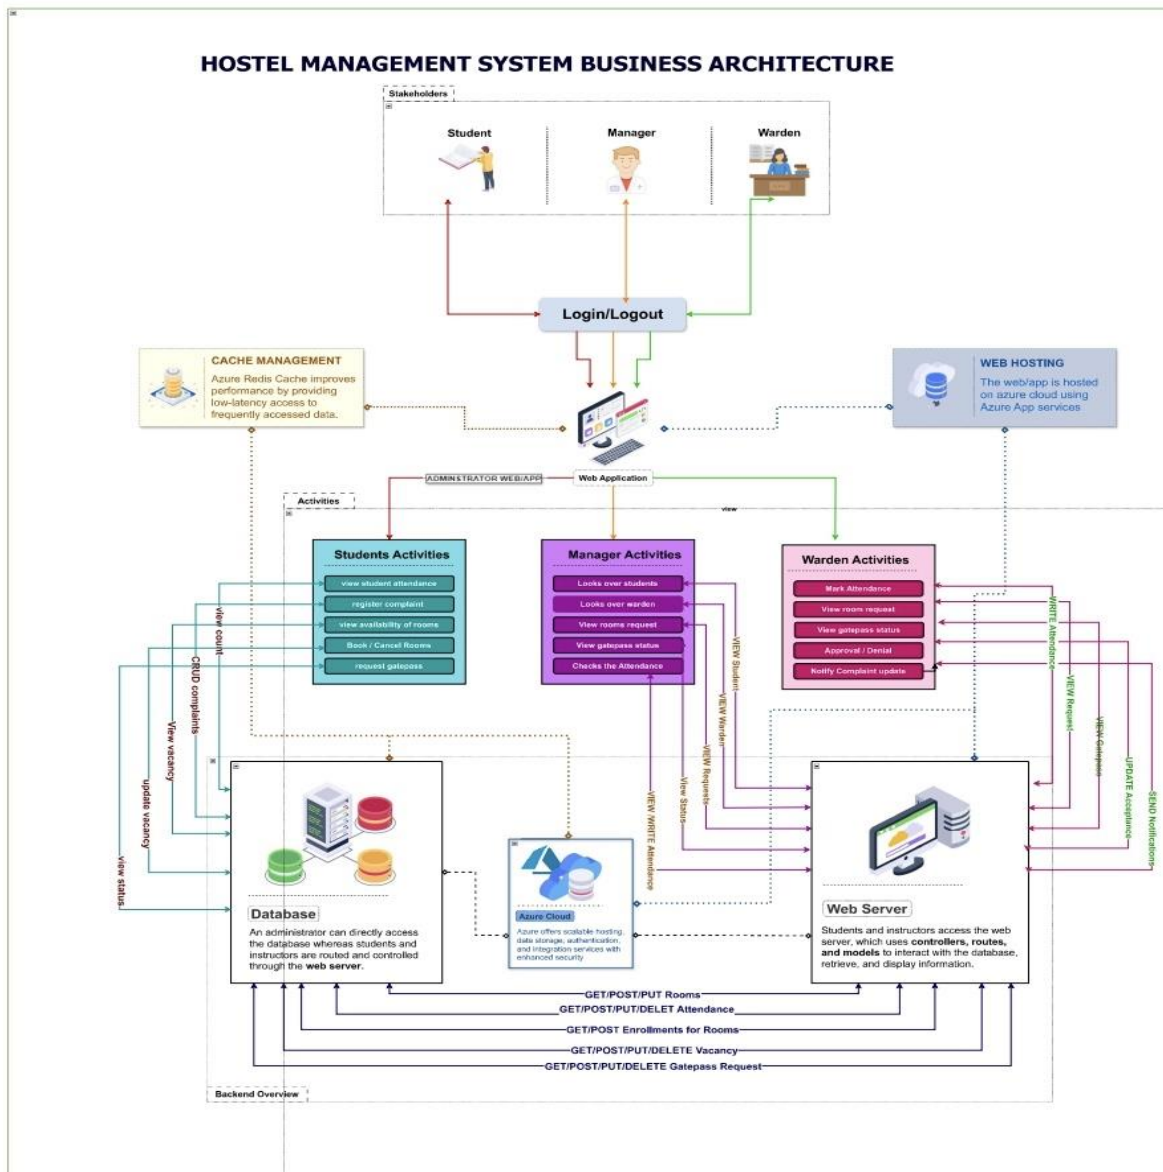 HOSTEL MANAGEMENT SYSTEM BUSINESS ARCHITECTURE
Stakeholders
Student
Manager
Warden
Login/Logout
CACHE MANAGEMENT
Azure Redis Cache improves
performance by providing
low-latency access to
frequently accessed data.
WEB HOSTING
The web/app is hosted
on azure cloud using
Azure App services
ADMINSTRATOR WEB/APP
Web Application
Activities
view
Students Activities
view student attendance
register complaint
view availability of rooms
Book / Cancel Rooms
request gatepass
Manager Activities
Looks over students
Looks over warden
View rooms request
View gatepass status
Checks the Attendance
Warden Activities
Mark Attendance
View room request
View gatepass status
Approval / Denial
Notify Complaint update
view count
CRUD complaints
View vacancy
update vacancy
view status
VIEW Student
VIEW Warden
VIEW Requests
View Status
VIEW /WRITE Attendance
WRITE Attendance
VIEW Request
VIEW Gatepass
UPDATE Acceptance
SEND Notifications
Database
An administrator can directly access
the database whereas students and
instructors are routed and controlled
through the web server.
Azure Cloud
Azure offers scalable hosting,
data storage, authentication,
and integration services with
enhanced security
Web Server
Students and instructors access the web
server, which uses controllers, routes,
and models to interact with the database,
retrieve, and display information.
GET/POST/PUT Rooms
GET/POST/PUT/DELET Attendance
GET/POST Enrollments for Rooms
GET/POST/PUT/DELETE Vacancy
GET/POST/PUT/DELETE Gatepass Request
Backend Overview